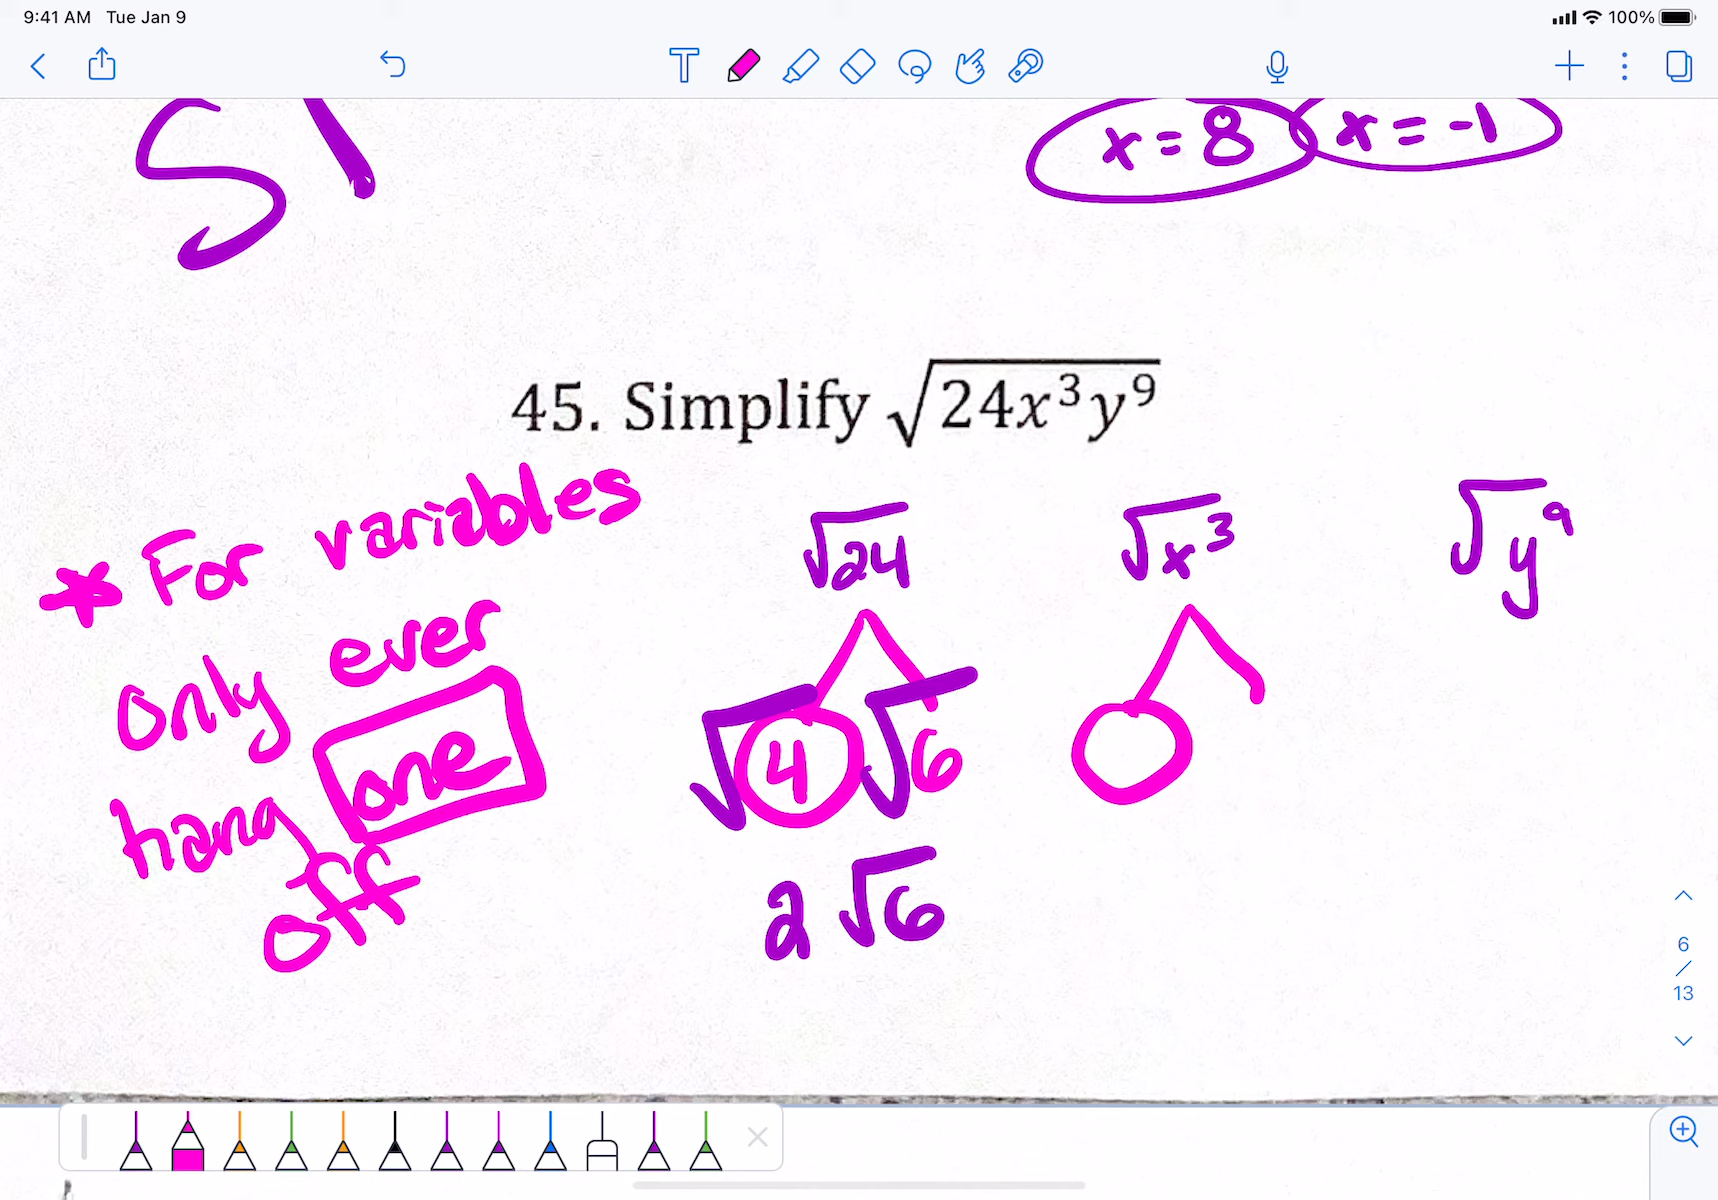 9:41 AM Tue Jan 9
100%
x = 8 x = -1
45. Simplify √24x³y⁹
* For variables
only ever
hang one
off
√24 √x³ √y⁹
√4 √6
2 √6
6
/
13